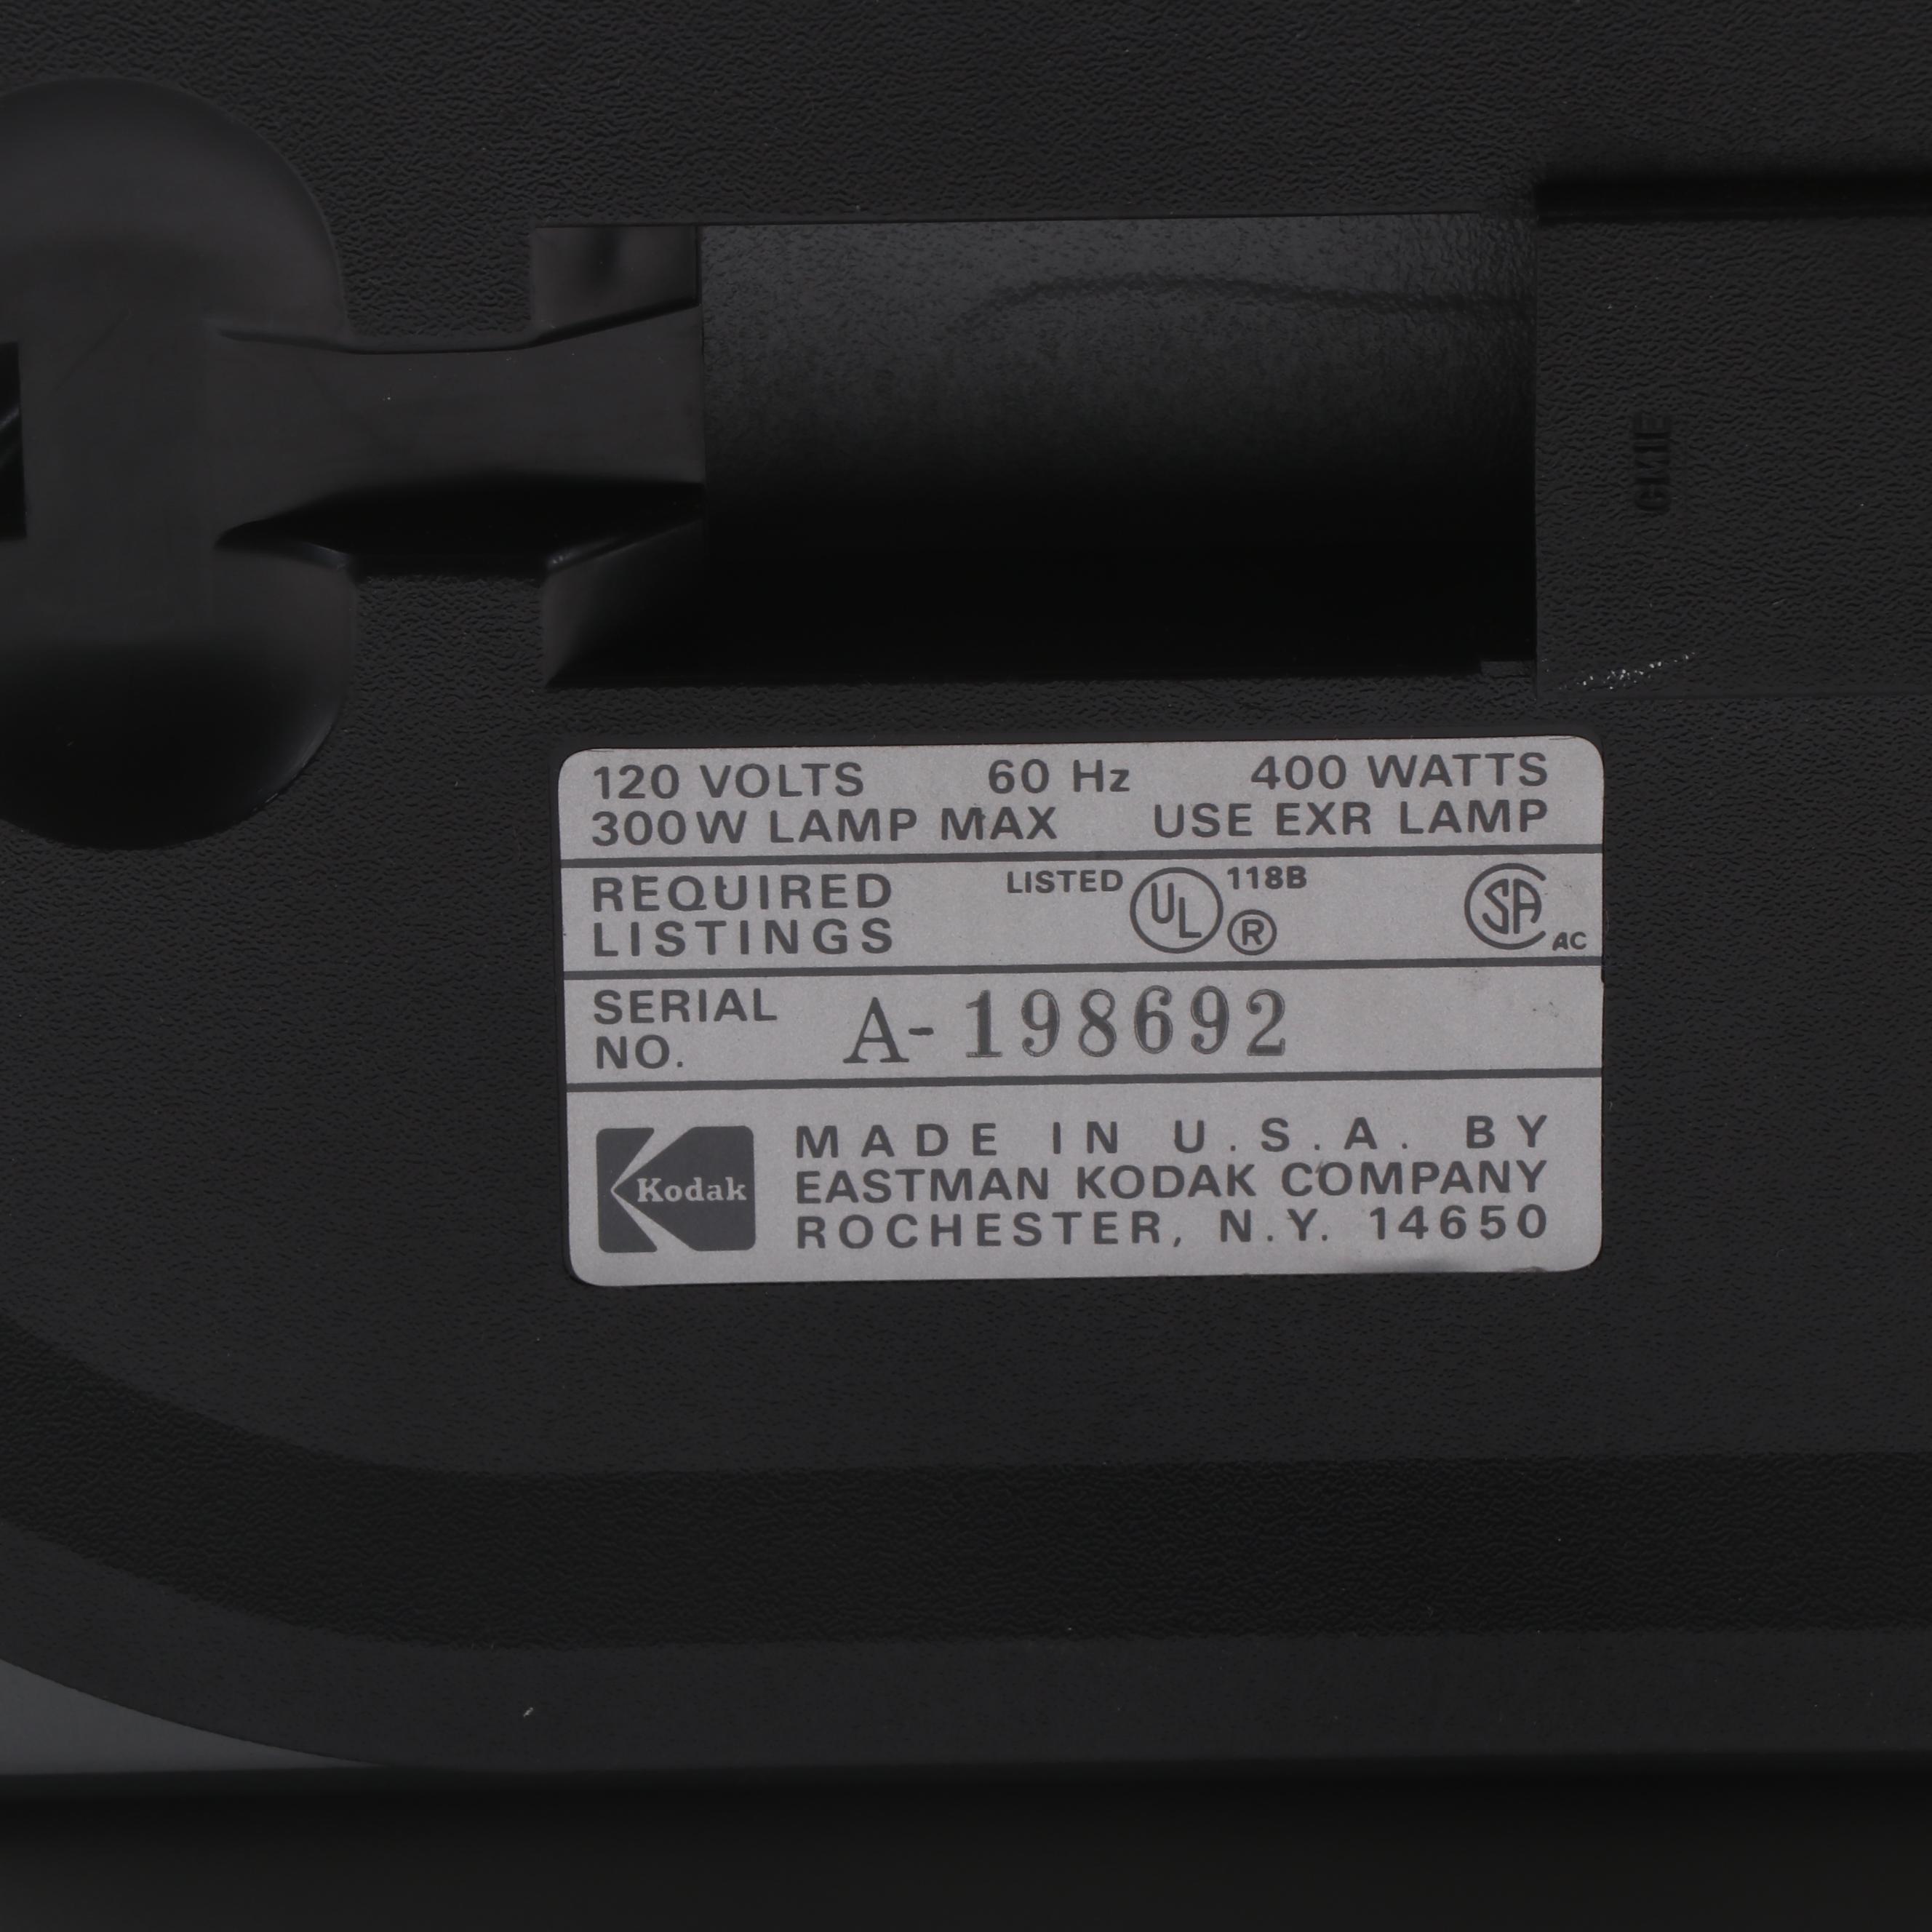 120 VOLTS 60 Hz 400 WATTS
300W LAMP MAX USE EXR LAMP
REQUIRED LISTINGS
LISTED UL 118B ®
SA AC
SERIAL NO. A-198692
Kodak
MADE IN U.S.A. BY
EASTMAN KODAK COMPANY
ROCHESTER, N.Y. 14650